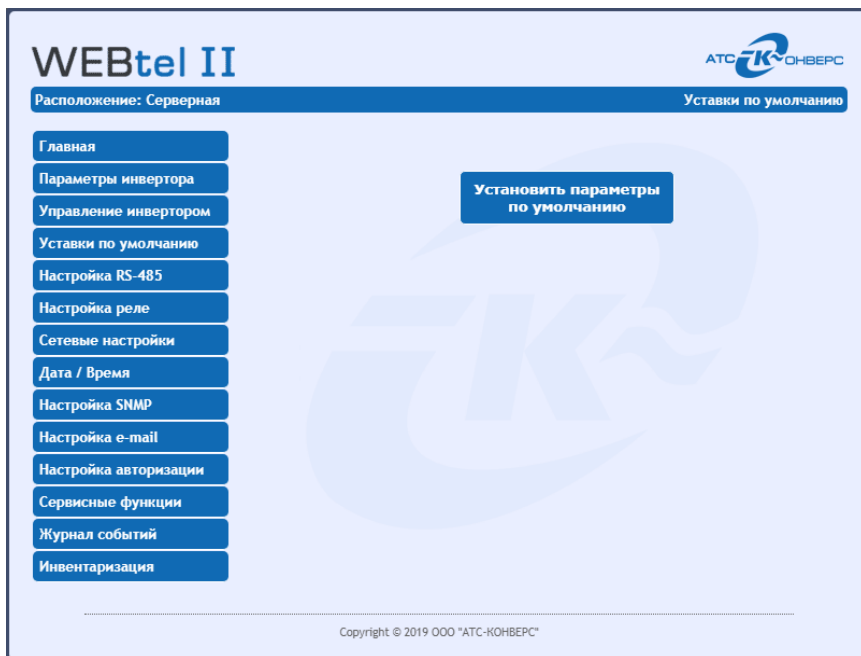 WEBtel II
АТС КОНВЕРС
Расположение: Серверная
Уставки по умолчанию
Главная
Параметры инвертора
Управление инвертором
Уставки по умолчанию
Настройка RS-485
Настройка реле
Сетевые настройки
Дата / Время
Настройка SNMP
Настройка e-mail
Настройка авторизации
Сервисные функции
Журнал событий
Инвентаризация
Установить параметры
по умолчанию
Copyright © 2019 ООО "АТС-КОНВЕРС"